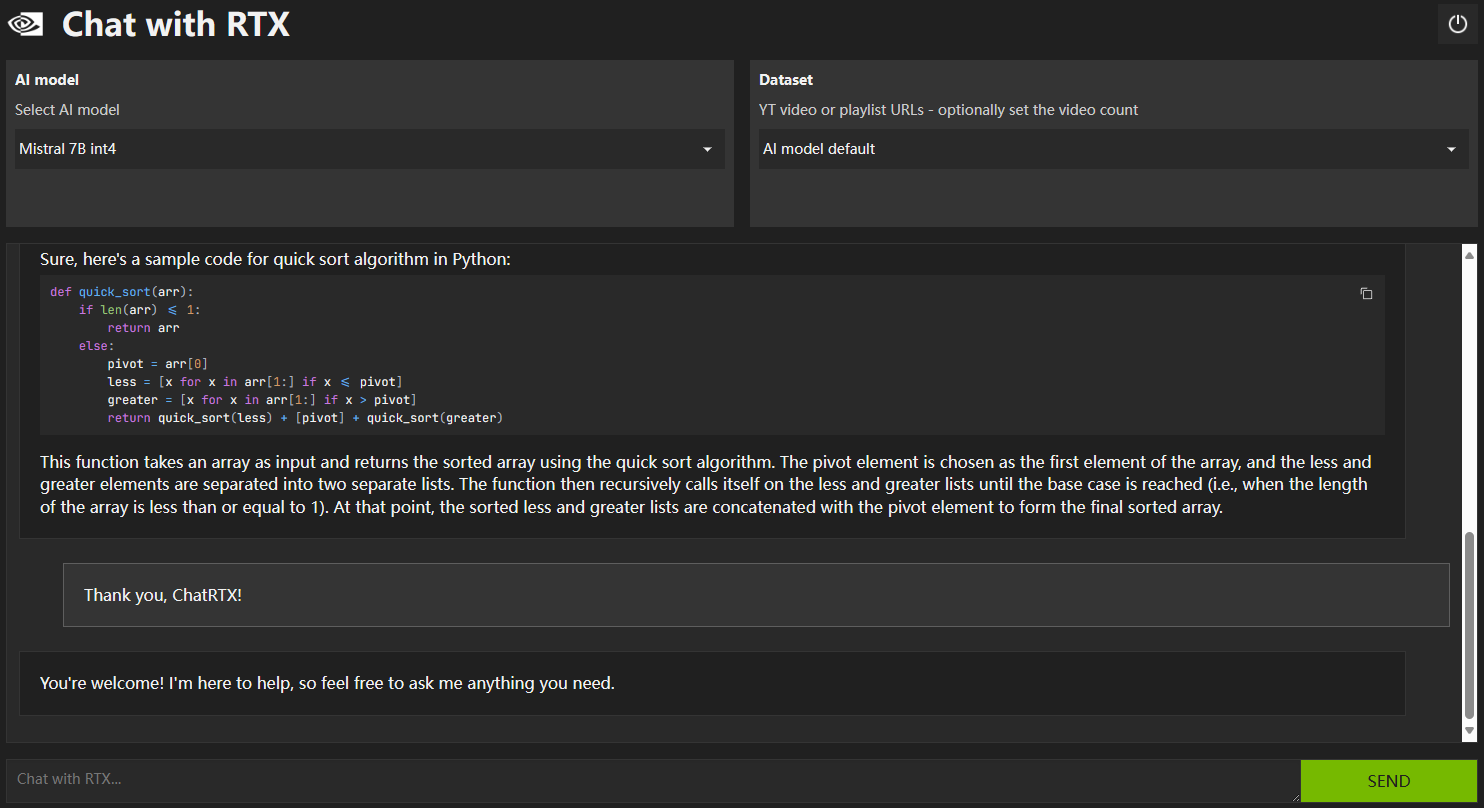 Chat with RTX
AI model
Select AI model
Mistral 7B int4
Dataset
YT video or playlist URLs - optionally set the video count
AI model default
Sure, here's a sample code for quick sort algorithm in Python:
def quick_sort(arr):
    if len(arr) <= 1:
        return arr
    else:
        pivot = arr[0]
        less = [x for x in arr[1:] if x <= pivot]
        greater = [x for x in arr[1:] if x > pivot]
        return quick_sort(less) + [pivot] + quick_sort(greater)
This function takes an array as input and returns the sorted array using the quick sort algorithm. The pivot element is chosen as the first element of the array, and the less and
greater elements are separated into two separate lists. The function then recursively calls itself on the less and greater lists until the base case is reached (i.e., when the length
of the array is less than or equal to 1). At that point, the sorted less and greater lists are concatenated with the pivot element to form the final sorted array.
Thank you, ChatRTX!
You're welcome! I'm here to help, so feel free to ask me anything you need.
Chat with RTX...
SEND